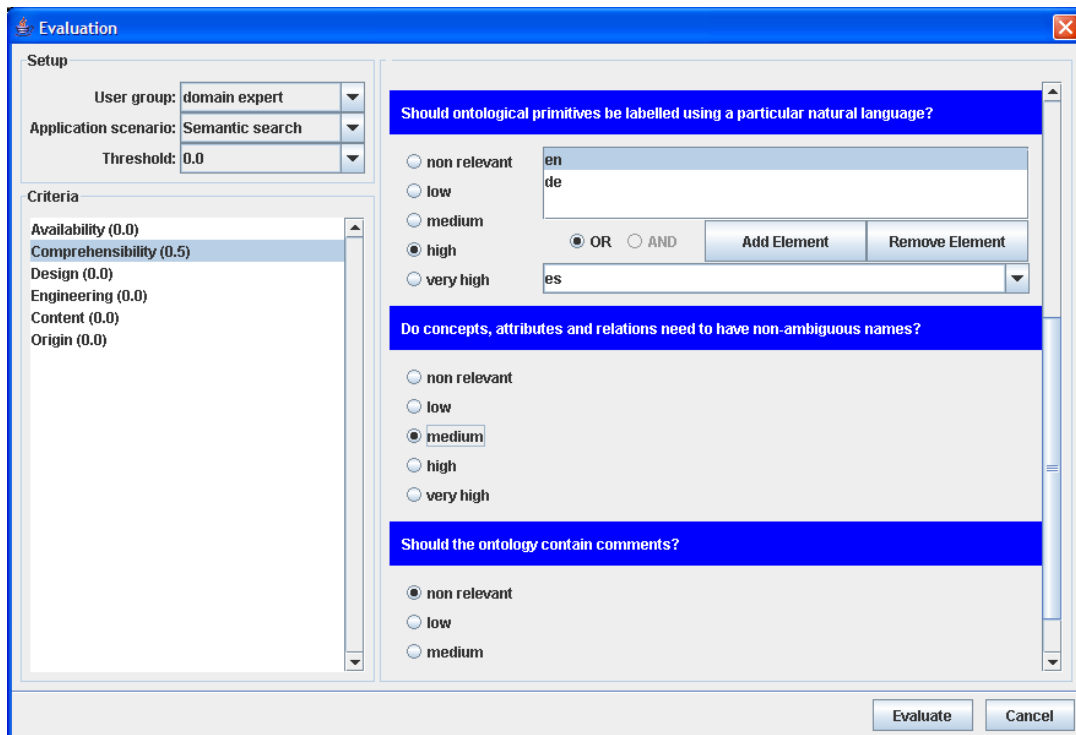 Evaluation
Setup
User group: domain expert
Application scenario: Semantic search
Threshold: 0.0
Criteria
Availability (0.0)
Comprehensibility (0.5)
Design (0.0)
Engineering (0.0)
Content (0.0)
Origin (0.0)
Should ontological primitives be labelled using a particular natural language?
non relevant
low
medium
high
very high
en
de
OR AND Add Element Remove Element
es
Do concepts, attributes and relations need to have non-ambiguous names?
non relevant
low
medium
high
very high
Should the ontology contain comments?
non relevant
low
medium
Evaluate Cancel